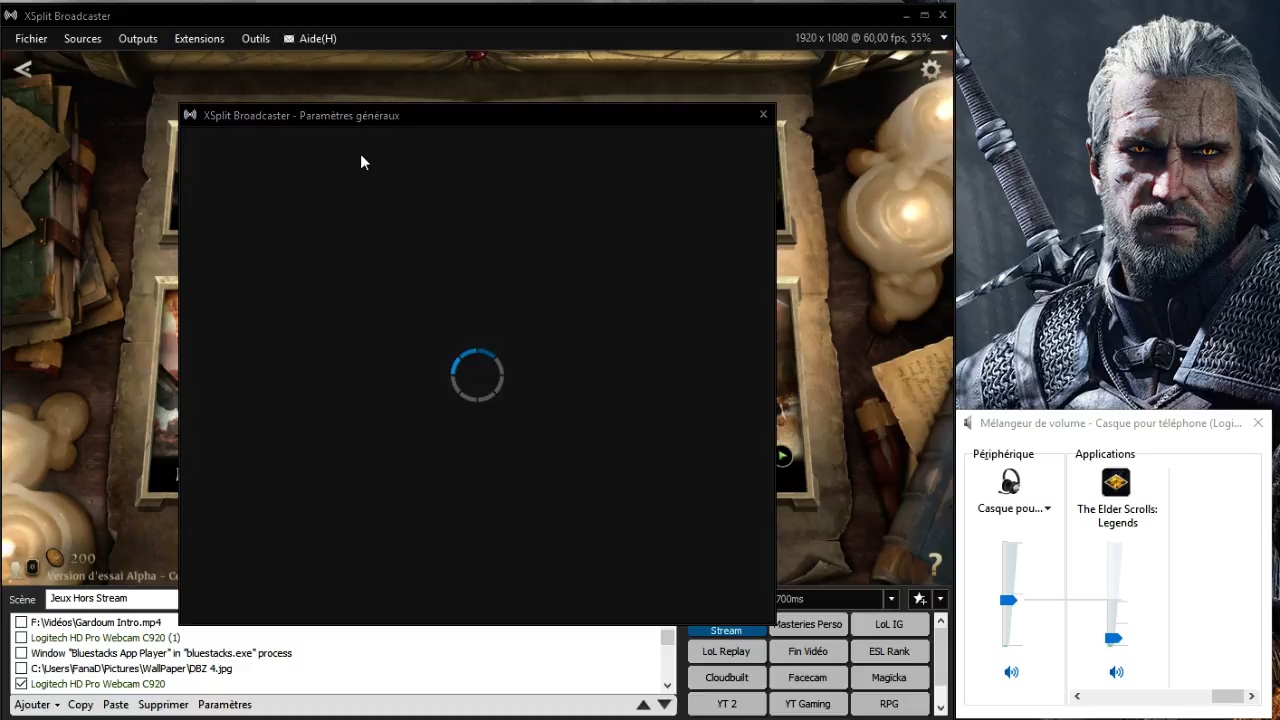 XSplit Broadcaster
Fichier Sources Outputs Extensions Outils Aide(H) 1920 x 1080 @ 60,00 fps, 55%
XSplit Broadcaster - Paramètres généraux
200
Version d'essai Alpha - Co
?
Scène Jeux Hors Stream 700ms
F:\Vidéos\Gardoum Intro.mp4
Logitech HD Pro Webcam C920 (1)
Window "Bluestacks App Player" in "bluestacks.exe" process
C:\Users\FanaD\Pictures\WallPaper\DBZ 4.jpg
Logitech HD Pro Webcam C920
Ajouter Copy Paste Supprimer Paramètres
Stream Masteries Perso LoL IG
LoL Replay Fin Vidéo ESL Rank
Cloudbuilt Facecam Magicka
YT 2 YT Gaming RPG
Mélangeur de volume - Casque pour téléphone (Logi...
Périphérique Applications
Casque pou...
The Elder Scrolls:
Legends